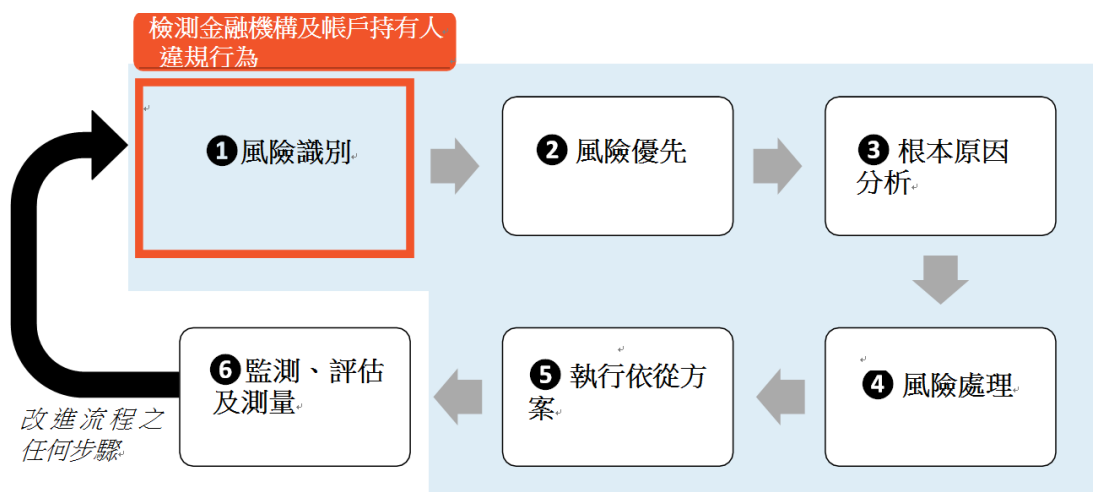 檢測金融機構及帳戶持有人
違規行為
❶風險識別
❷ 風險優先
❸ 根本原因
分析
❹ 風險處理
❺ 執行依從方
案
❻監測、評估
及測量
改進流程之
任何步驟